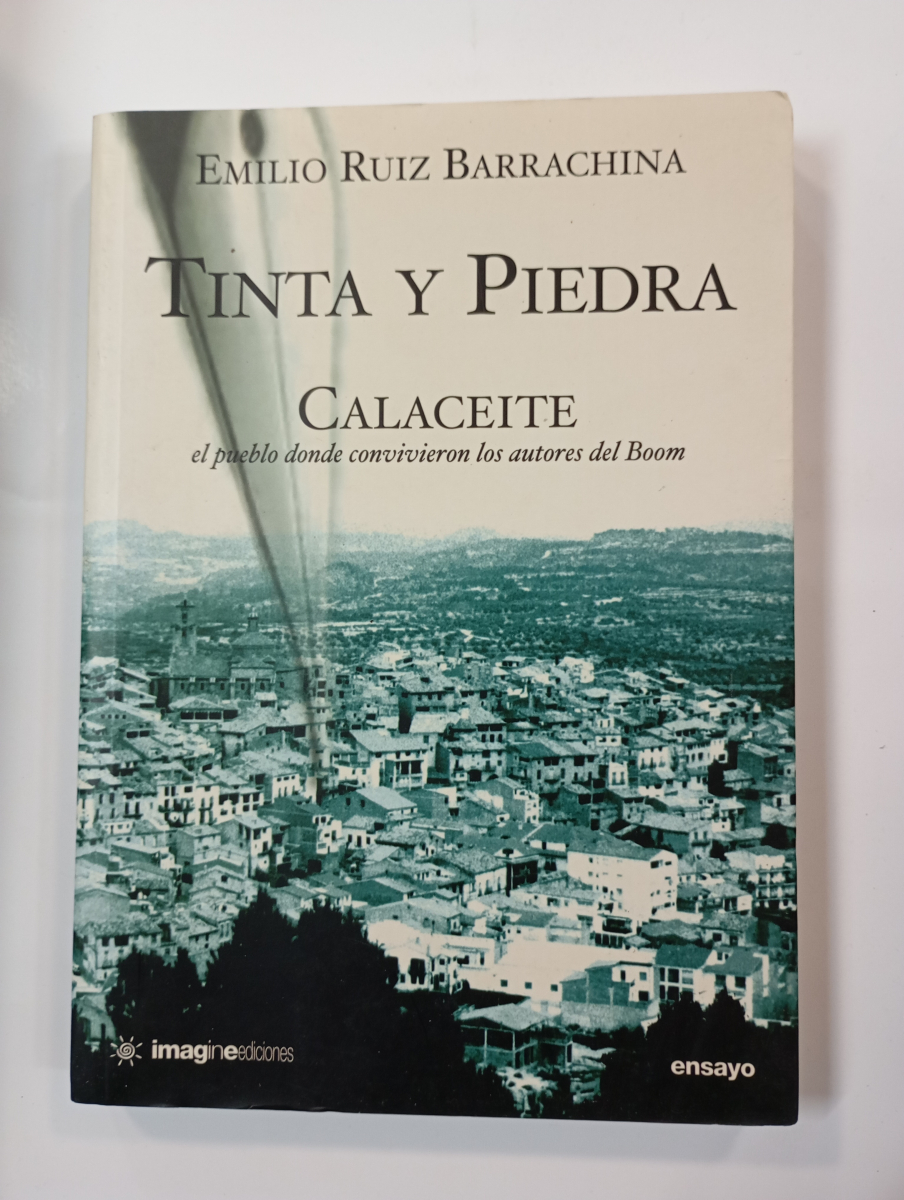 EMILIO RUIZ BARRACHINA
TINTA Y PIEDRA
CALACEITE
el pueblo donde convivieron los autores del Boom
imagineediciones
ensayo